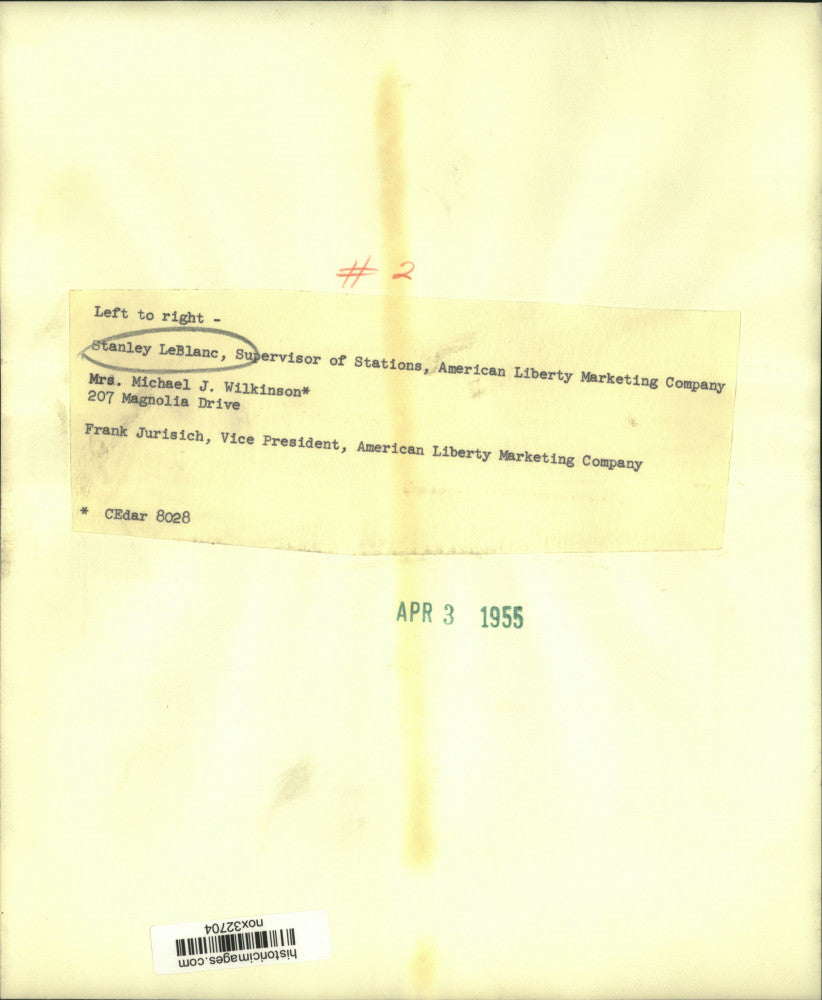 # 2
Left to right -
Stanley LeBlanc, Supervisor of Stations, American Liberty Marketing Company
Mrs. Michael J. Wilkinson*
207 Magnolia Drive
Frank Jurisich, Vice President, American Liberty Marketing Company
* CEdar 8028
APR 3 1955
historicimages.com
nox32704